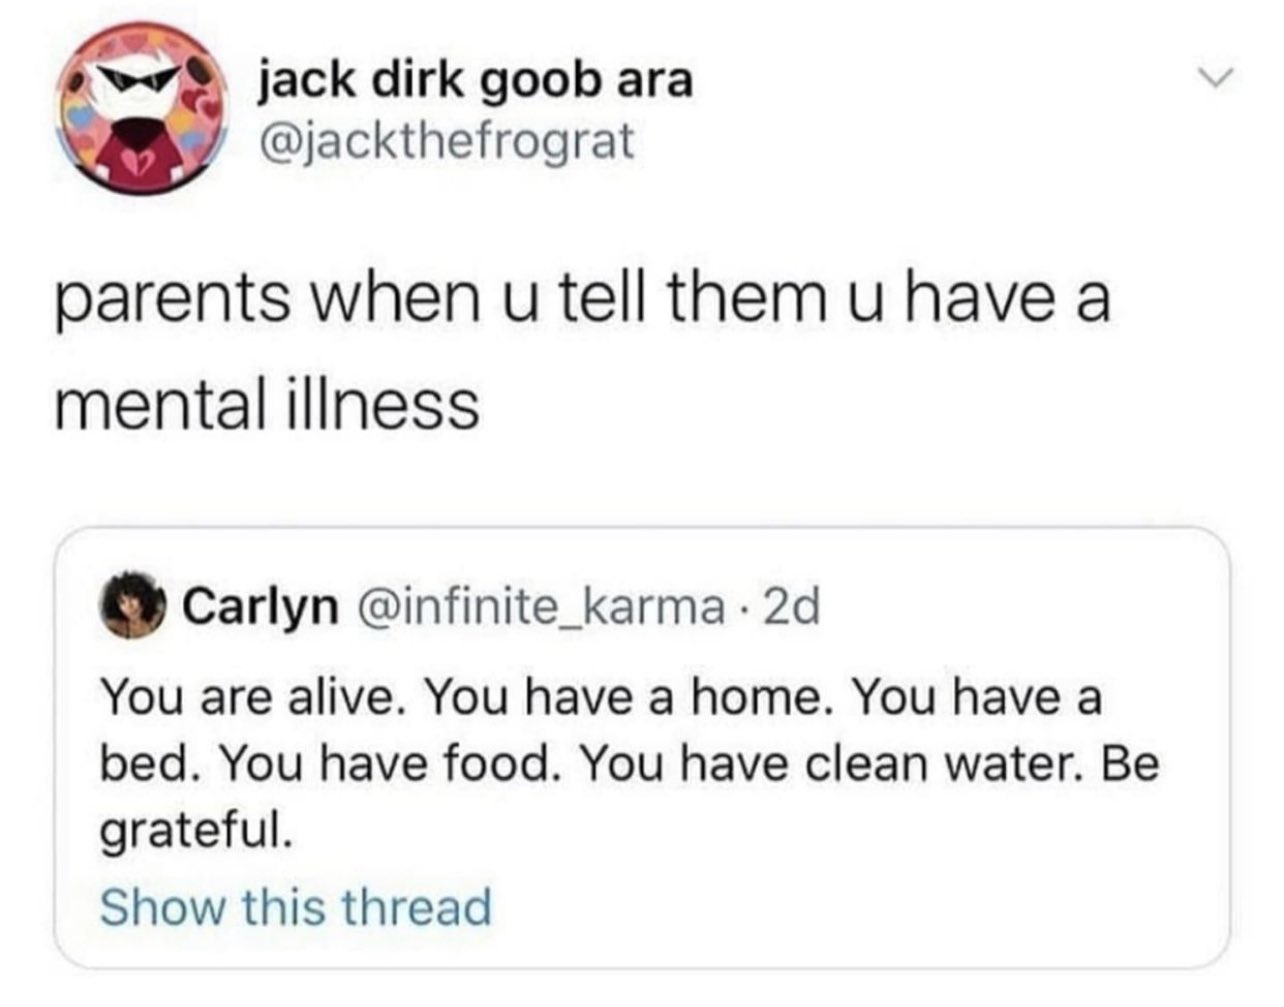 jack dirk goob ara
@jackthefrograt
parents when u tell them u have a
mental illness
Carlyn @infinite_karma · 2d
You are alive. You have a home. You have a
bed. You have food. You have clean water. Be
grateful.
Show this thread